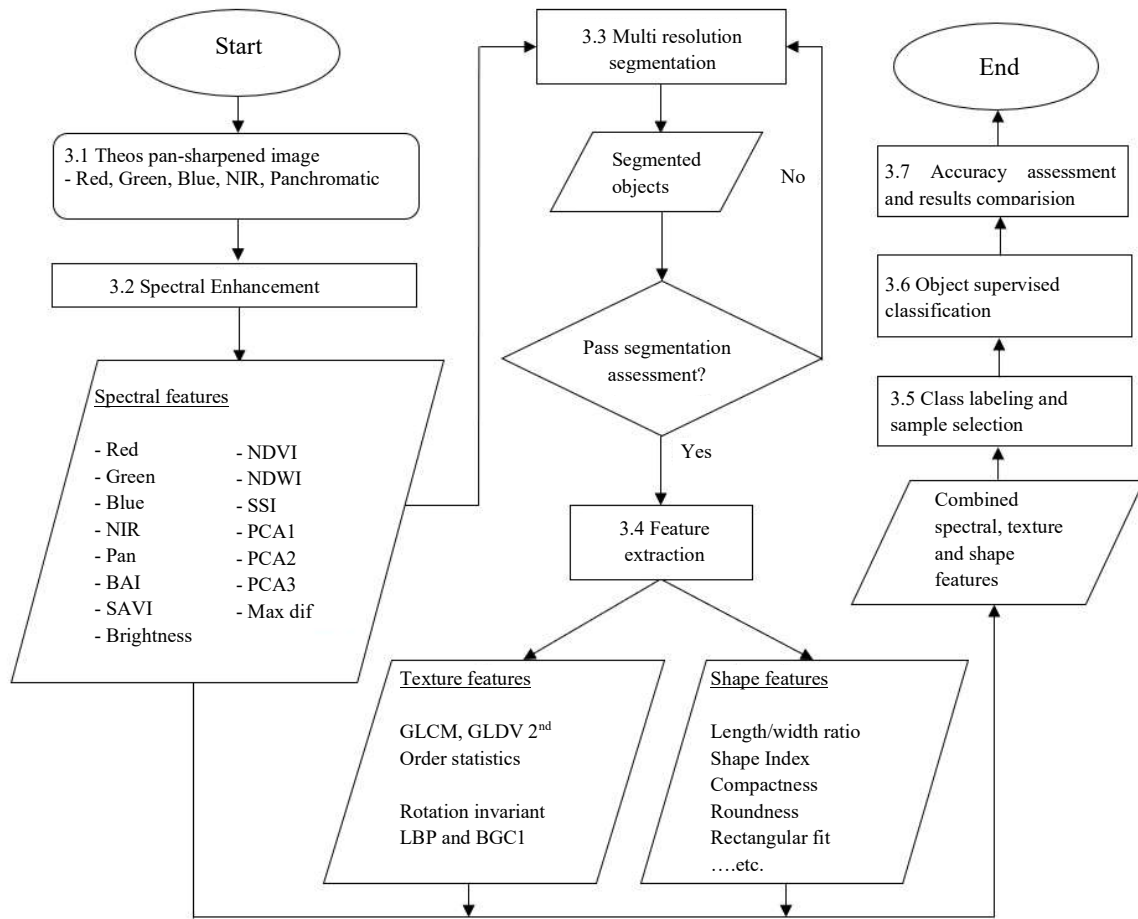 Start
3.1 Theos pan-sharpened image
- Red, Green, Blue, NIR, Panchromatic
3.2 Spectral Enhancement
Spectral features
- Red
- Green
- Blue
- NIR
- Pan
- BAI
- SAVI
- Brightness
- NDVI
- NDWI
- SSI
- PCA1
- PCA2
- PCA3
- Max dif
3.3 Multi resolution
segmentation
Segmented
objects
No
Pass segmentation
assessment?
Yes
3.4 Feature
extraction
Texture features
GLCM, GLDV 2nd
Order statistics
Rotation invariant
LBP and BGC1
Shape features
Length/width ratio
Shape Index
Compactness
Roundness
Rectangular fit
….etc.
Combined
spectral, texture
and shape
features
3.5 Class labeling and
sample selection
3.6 Object supervised
classification
3.7 Accuracy assessment
and results comparision
End